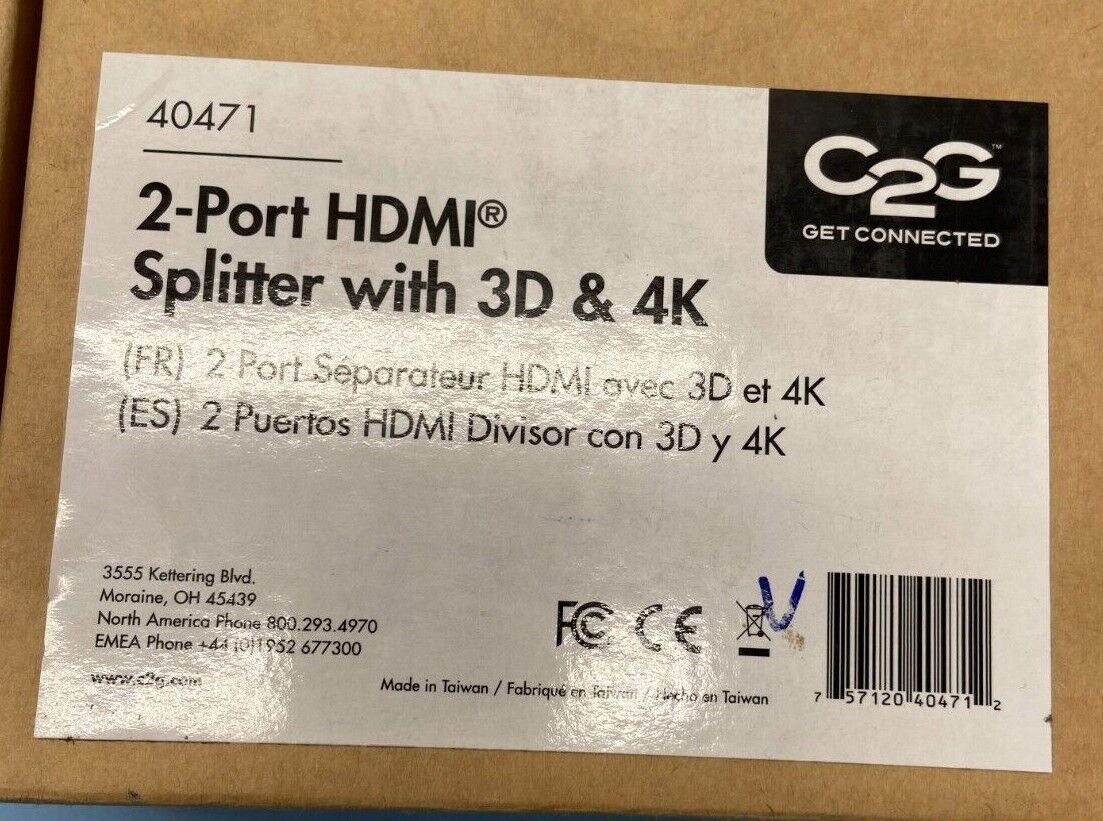 40471
C2G™
GET CONNECTED
2-Port HDMI®
Splitter with 3D & 4K
(FR) 2 Port Séparateur HDMI avec 3D et 4K
(ES) 2 Puertos HDMI Divisor con 3D y 4K
3555 Kettering Blvd.
Moraine, OH 45439
North America Phone 800.293.4970
EMEA Phone +44 (0)1952 677300
www.c2g.com
FC CE
V
Made in Taiwan / Fabriqué en Taiwan / Hecho en Taiwan
7 57120 40471 2